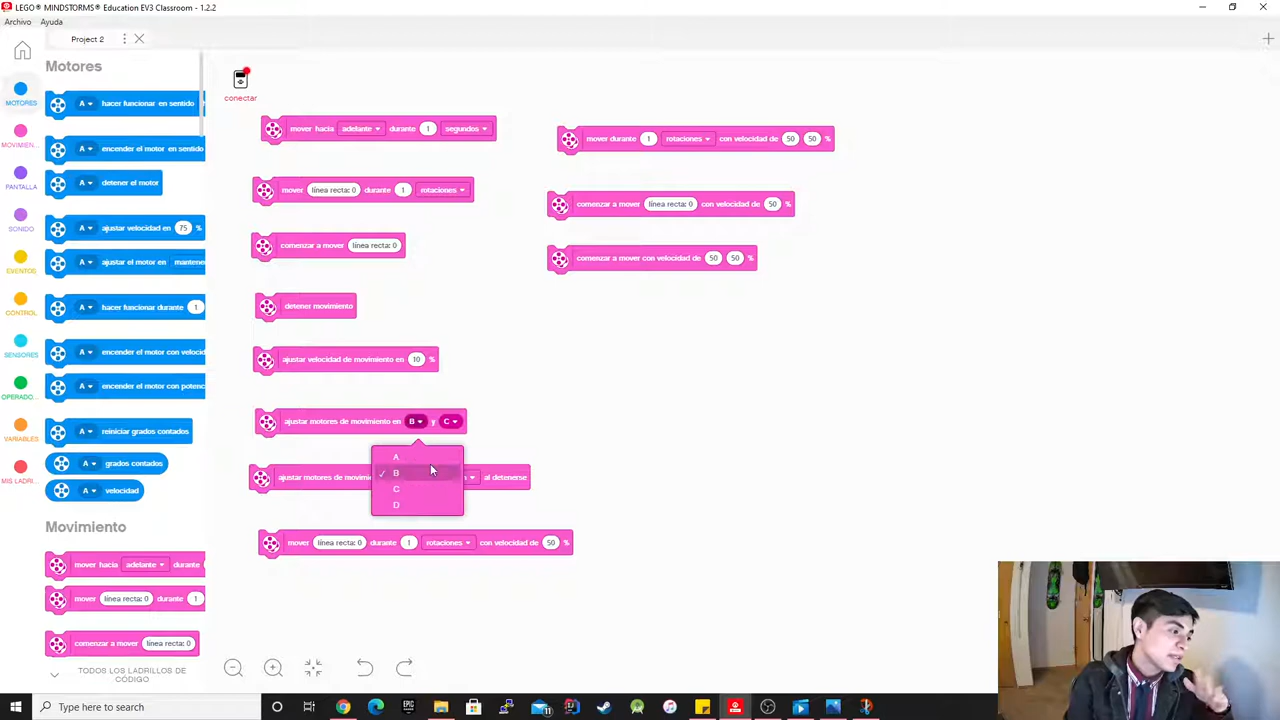 LEGO® MINDSTORMS® Education EV3 Classroom - 1.2.2
Archivo Ayuda
Project 2
Motores
MOTORES
MOVIMIEN...
PANTALLA
SONIDO
EVENTOS
CONTROL
SENSORES
OPERADO...
VARIABLES
MIS LADRI...
A hacer funcionar en sentido
A encender el motor en sentido
A detener el motor
A ajustar velocidad en 75 %
A ajustar el motor en
A hacer funcionar durante 1
A encender el motor con
A encender el motor con
A reiniciar grados contados
A grados contados
A velocidad
Movimiento
mover hacia adelante durante
mover línea recta: 0 durante 1
comenzar a mover línea recta: 0
TODOS LOS LADRILLOS DE
CÓDIGO
conectar
mover hacia adelante durante 1 segundos
mover línea recta: 0 durante 1 rotaciones
comenzar a mover línea recta: 0
detener movimiento
ajustar velocidad de movimiento en 10 %
ajustar motores de movimiento en B y C
A
B
C
D
ajustar motores de al detenerse
mover línea recta: 0 durante 1 rotaciones con velocidad de 50 %
mover durante 1 rotaciones con velocidad de 50 50 %
comenzar a mover línea recta: 0 con velocidad de 50 %
comenzar a mover con velocidad de 50 50 %
Type here to search